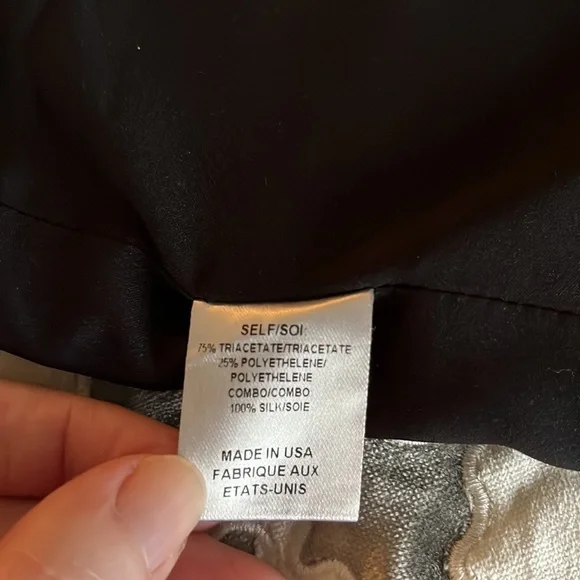 SELF/SOI:
75% TRIACETATE/TRIACETATE
25% POLYETHELENE/
POLYETHELENE
COMBO/COMBO
100% SILK/SOIE
MADE IN USA
FABRIQUE AUX
ETATS-UNIS